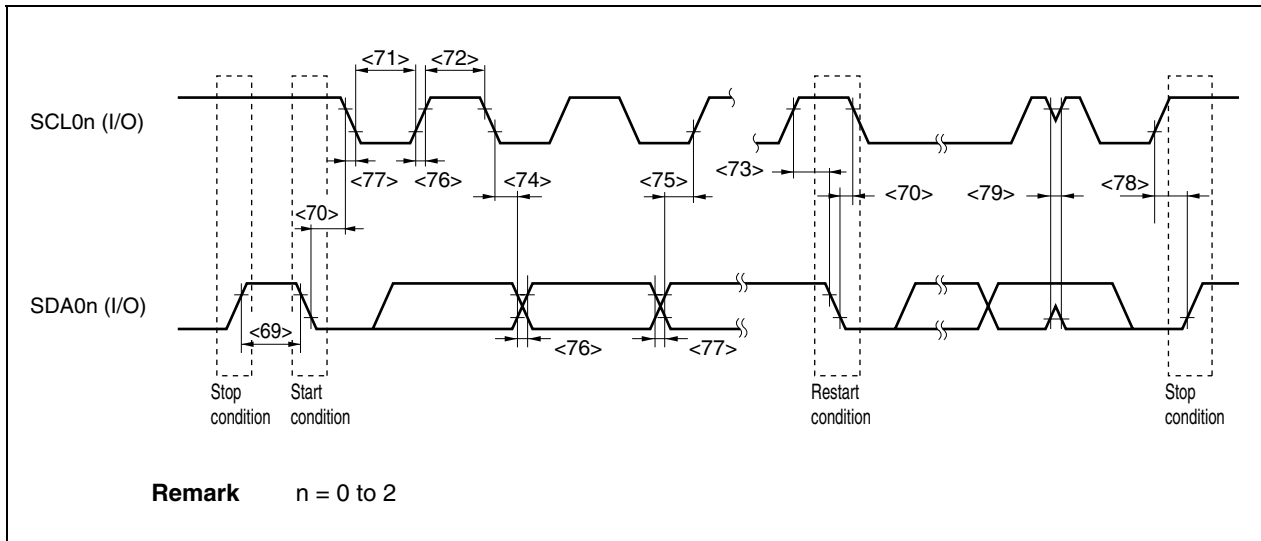 <71>
<72>
SCL0n (I/O)
<77>
<76>
<74>
<75>
<73>
<70>
<79>
<78>
<70>
SDA0n (I/O)
<69>
<76>
<77>
Stop
condition
Start
condition
Restart
condition
Stop
condition
Remark n = 0 to 2